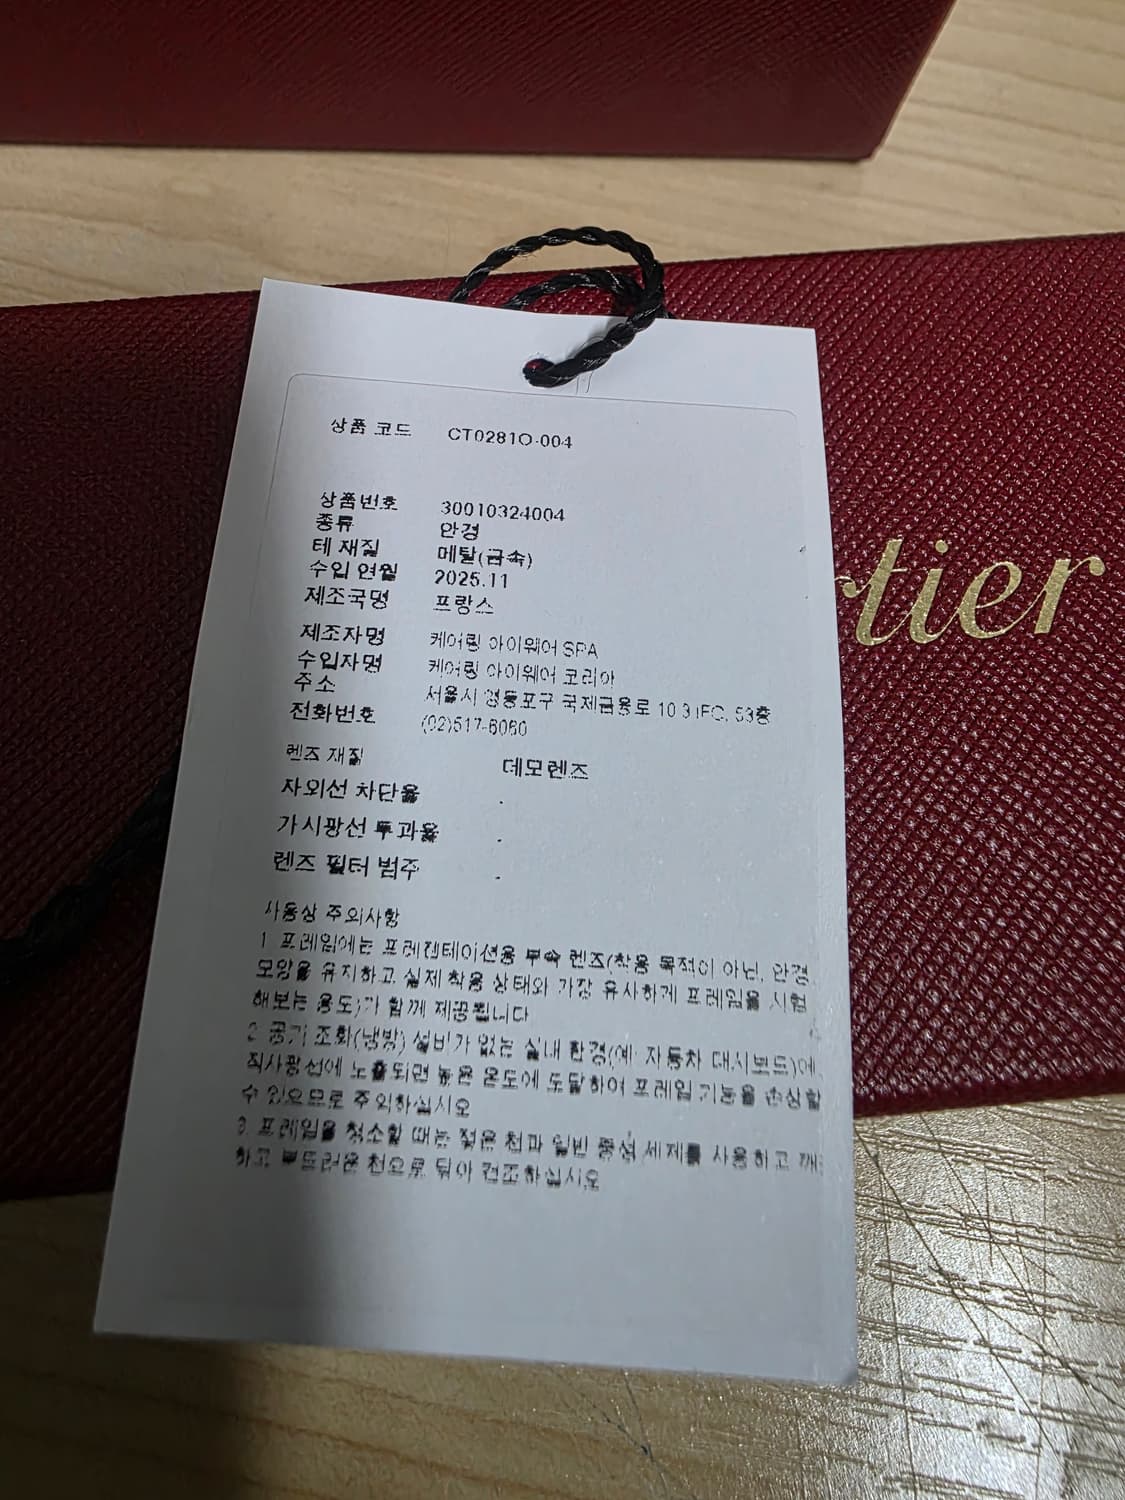 상품 코드 CT0281O-004
상품번호 30010324004
종류 안경
테 재질 메탈(금속)
수입 연월 2025.11
제조국명 프랑스
제조자명 케어링 아이웨어 SPA
수입자명 케어링 아이웨어 코리아
주소 서울시 영등포구 국제금융로 10 3 IFC, 53층
전화번호 (02)517-6060
렌즈 재질 데모렌즈
자외선 차단율 .
가시광선 투과율 .
렌즈 필터 범주 .
rtier
사용상 주의사항
1. 프레임에는 프레젠테이션용 부속 렌즈(착용 목적이 아닌, 안경
모양을 유지하고 실제 착용 상태와 가장 유사하게 프레임을 시험
해보는 용도)가 함께 제공됩니다
2. 공기 조화(냉방) 설비가 없는 실내 환경(예: 자동차 대시보드)에
직사광선에 노출되면 높은 온도에 도달하여 프레임 기능을 손상할
수 있으므로 주의하십시오
3. 프레임을 청소할 때는 젖은 천과 일반 중성 세제를 사용하고 깨
하고 부드러운 천으로 닦아 건조하십시오